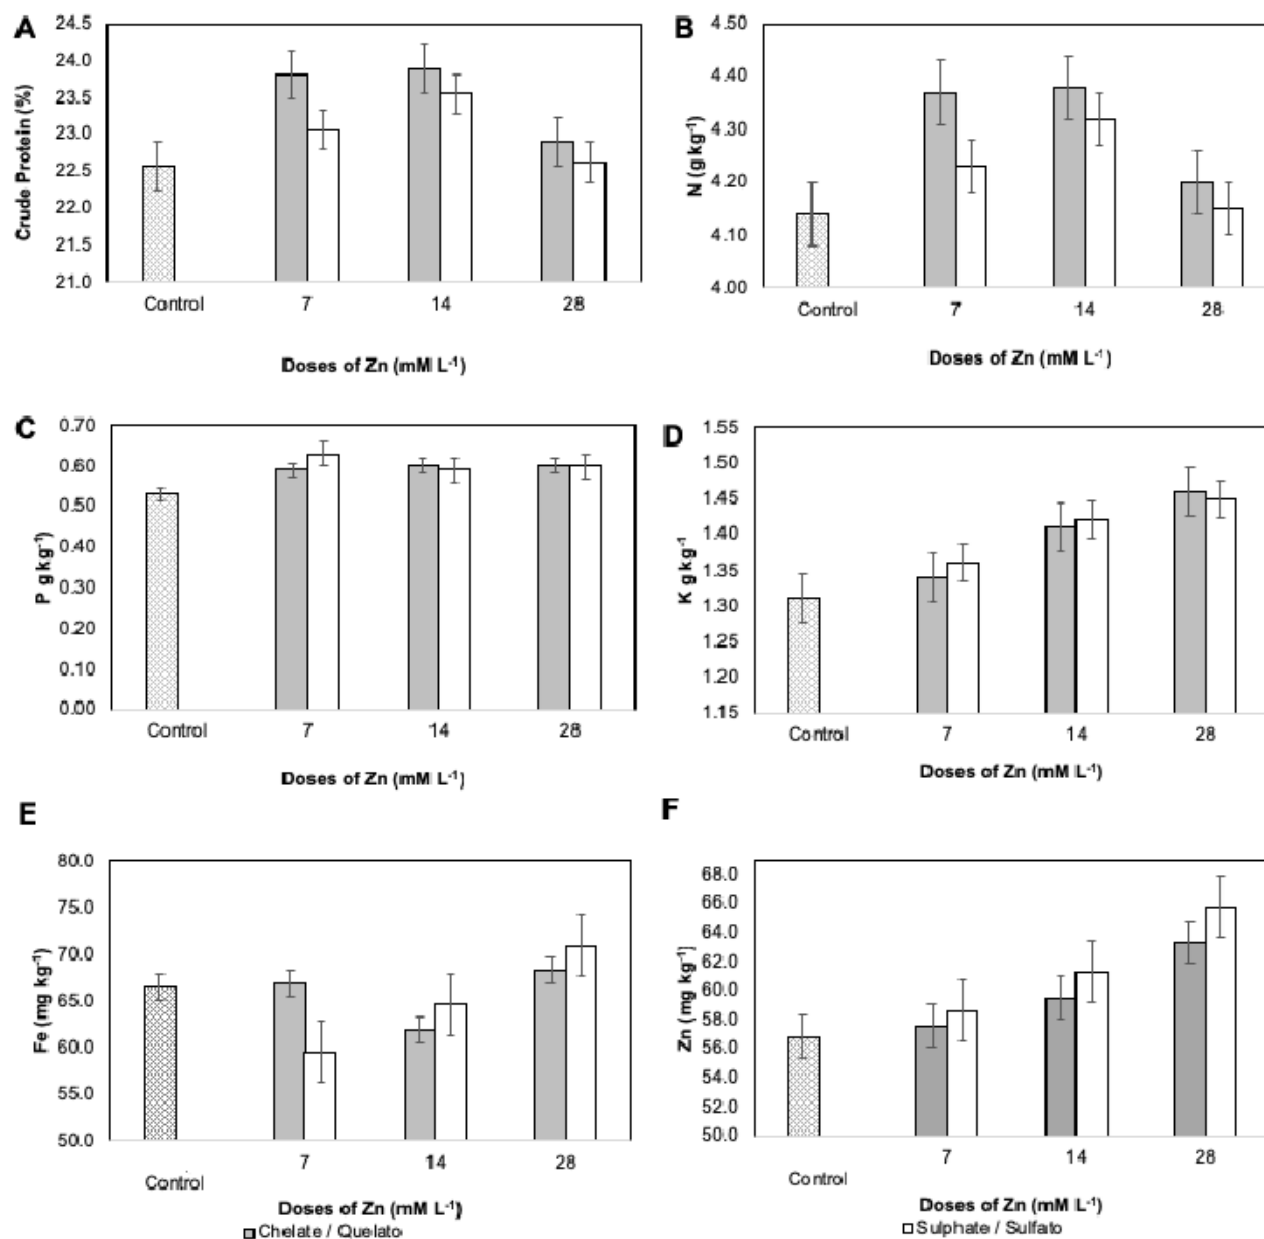 A
Crude Protein (%)
24.5
24.0
23.5
23.0
22.5
22.0
21.5
21.0
Control 7 14 28
Doses of Zn (mM L-1)
B
N (g kg-1)
4.50
4.40
4.30
4.20
4.10
4.00
Control 7 14 28
Doses of Zn (mM L-1)
C
P g kg-1)
0.70
0.60
0.50
0.40
0.30
0.20
0.10
0.00
Control 7 14 28
Doses of Zn (mM L-1)
D
K g kg-1
1.55
1.50
1.45
1.40
1.35
1.30
1.25
1.20
1.15
Control 7 14 28
Doses of Zn (mM L-1)
E
Fe (mg kg-1)
80.0
75.0
70.0
65.0
60.0
55.0
50.0
Control 7 14 28
Doses of Zn (mM L-1)
Chelate / Quelato
F
Zn (mg kg-1]
68.0
66.0
64.0
62.0
60.0
58.0
56.0
54.0
52.0
50.0
Control 7 14 28
Doses of Zn (mM L-1)
Sulphate / Sulfato